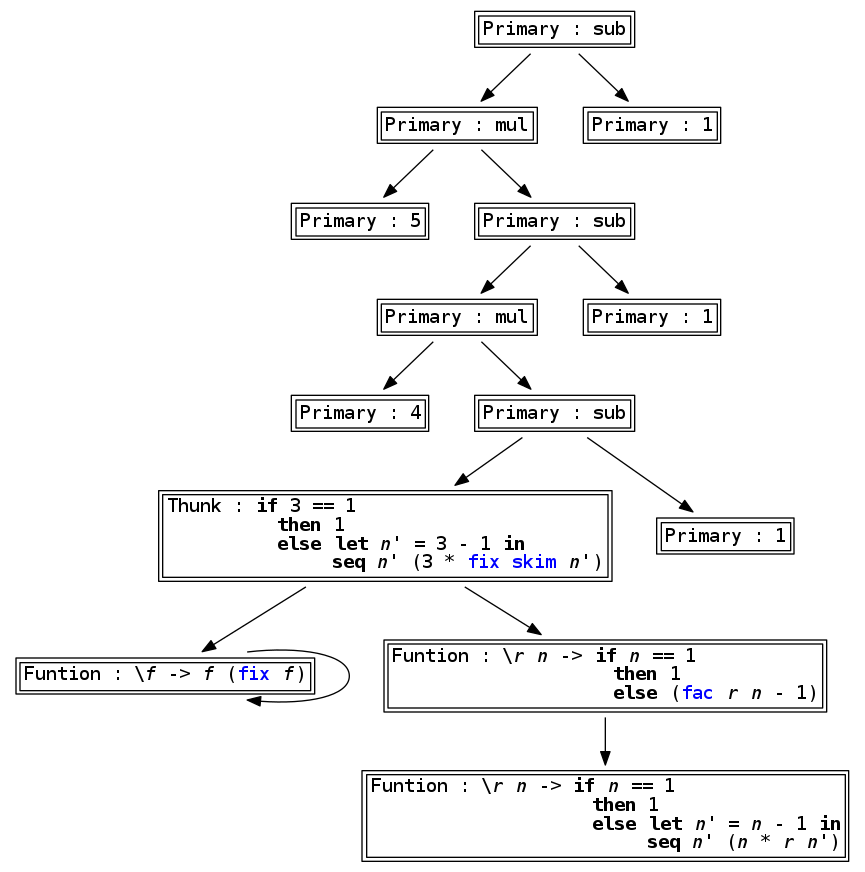 Primary : sub
Primary : mul
Primary : 1
Primary : 5
Primary : sub
Primary : mul
Primary : 1
Primary : 4
Primary : sub
Thunk : if 3 == 1
then 1
else let n' = 3 - 1 in
seq n' (3 * fix skim n')
Primary : 1
Funtion : \f -> f (fix f)
Funtion : \r n -> if n == 1
then 1
else (fac r n - 1)
Funtion : \r n -> if n == 1
then 1
else let n' = n - 1 in
seq n' (n * r n')